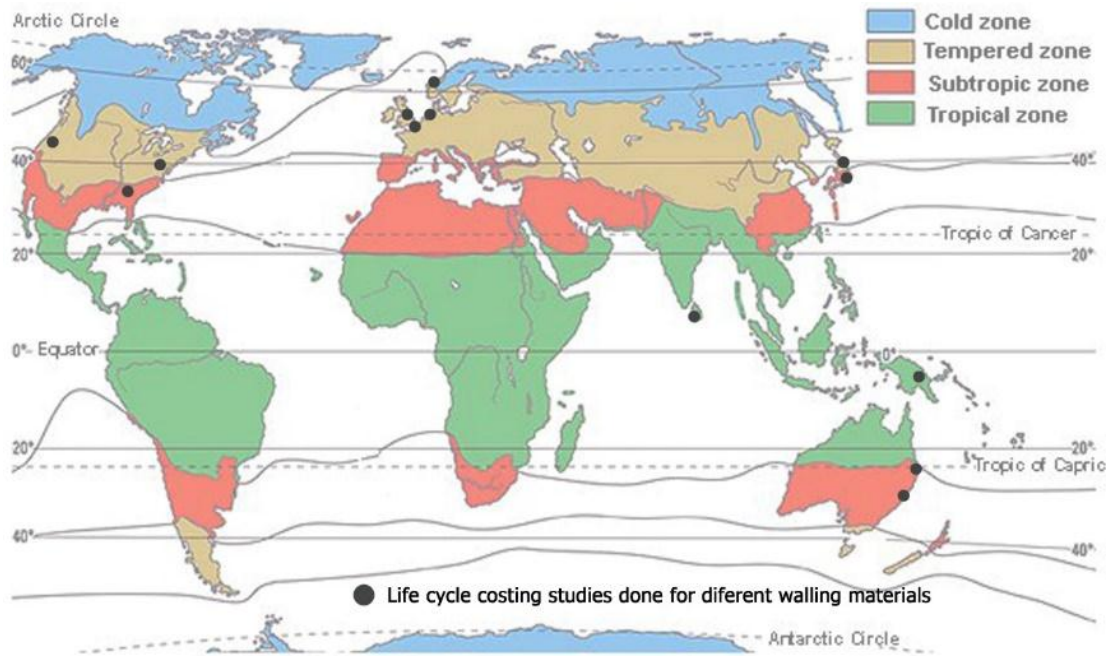 Arctic Circle
Cold zone
Tempered zone
Subtropic zone
Tropical zone
60°
40°
40°
Tropic of Cancer
20°
20°
0°
Equator
0°
20°
20°
Tropic of Capric
40°
40°
Life cycle costing studies done for diferent walling materials
Antarctic Circle